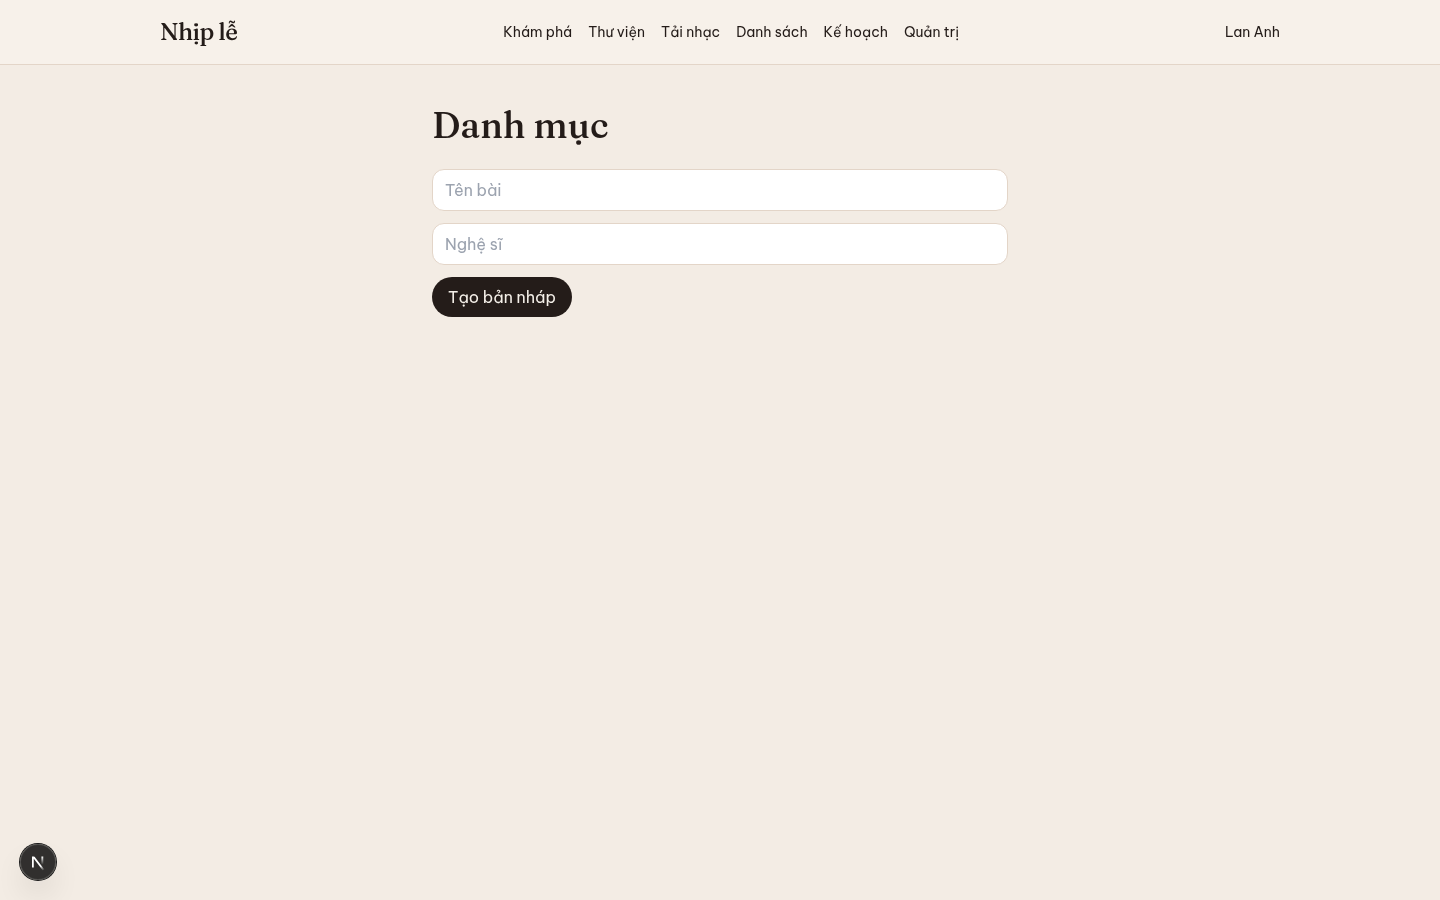 Nhịp lễ
Khám phá Thư viện Tải nhạc Danh sách Kế hoạch Quản trị
Lan Anh
Danh mục
Tên bài
Nghệ sĩ
Tạo bản nháp
N